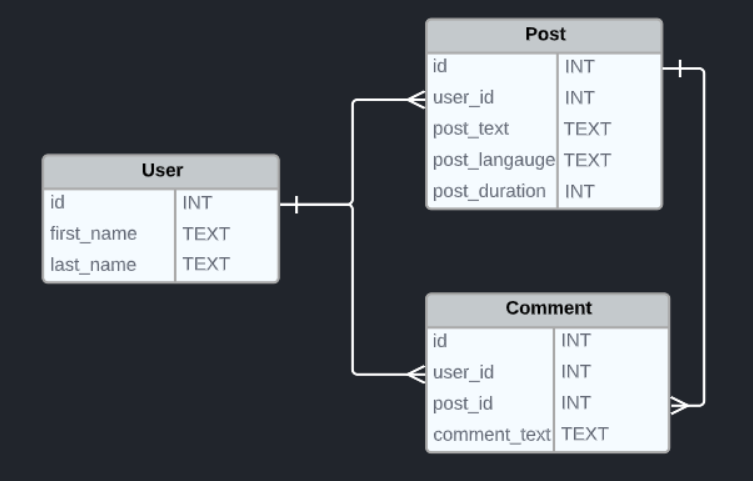 User
id INT
first_name TEXT
last_name TEXT
Post
id INT
user_id INT
post_text TEXT
post_langauge TEXT
post_duration INT
Comment
id INT
user_id INT
post_id INT
comment_text TEXT